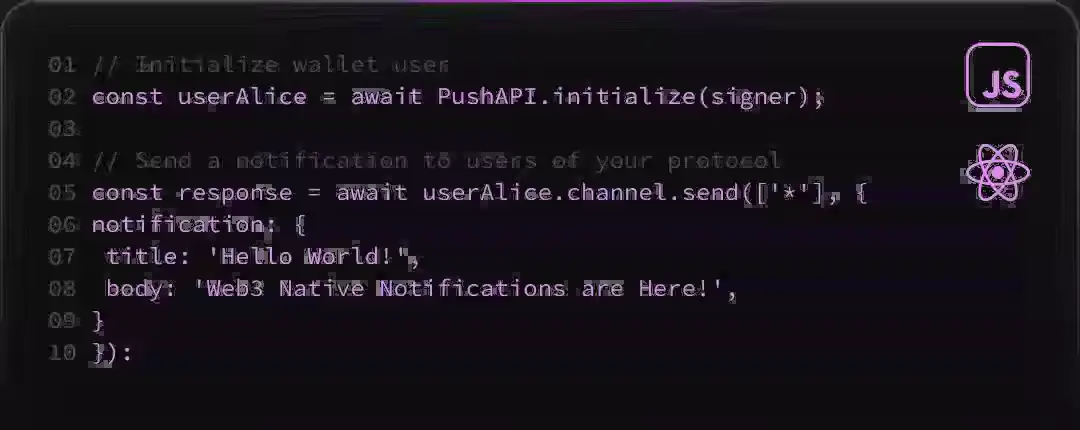 01 // Initialize wallet user
02 const userAlice = await PushAPI.initialize(signer);
03
04 // Send a notification to users of your protocol
05 const response = await userAlice.channel.send(['*'], {
06 notification: {
07 title: 'Hello World!",
08 body: 'Web3 Native Notifications are Here!',
09 }
10 }):
JS